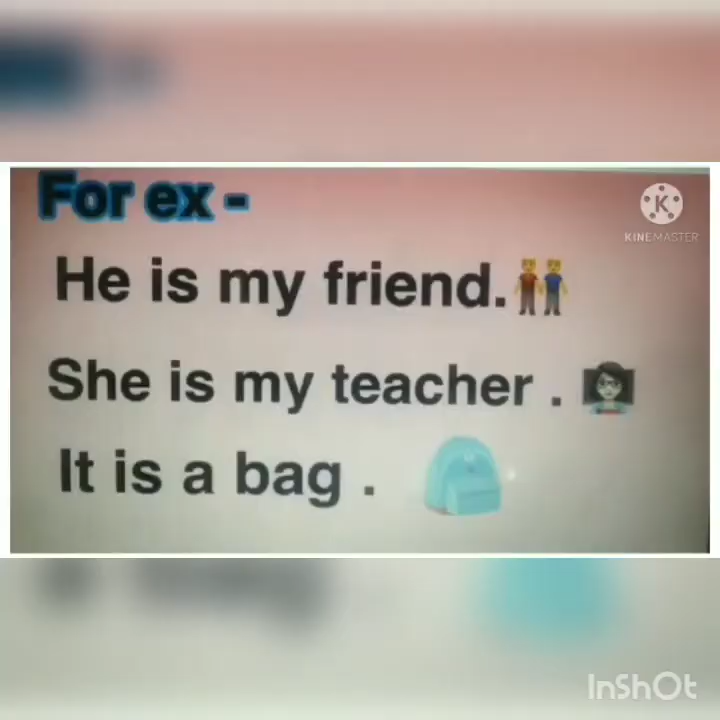 For ex -
KINEMASTER
He is my friend.
She is my teacher .
It is a bag .
InShOt